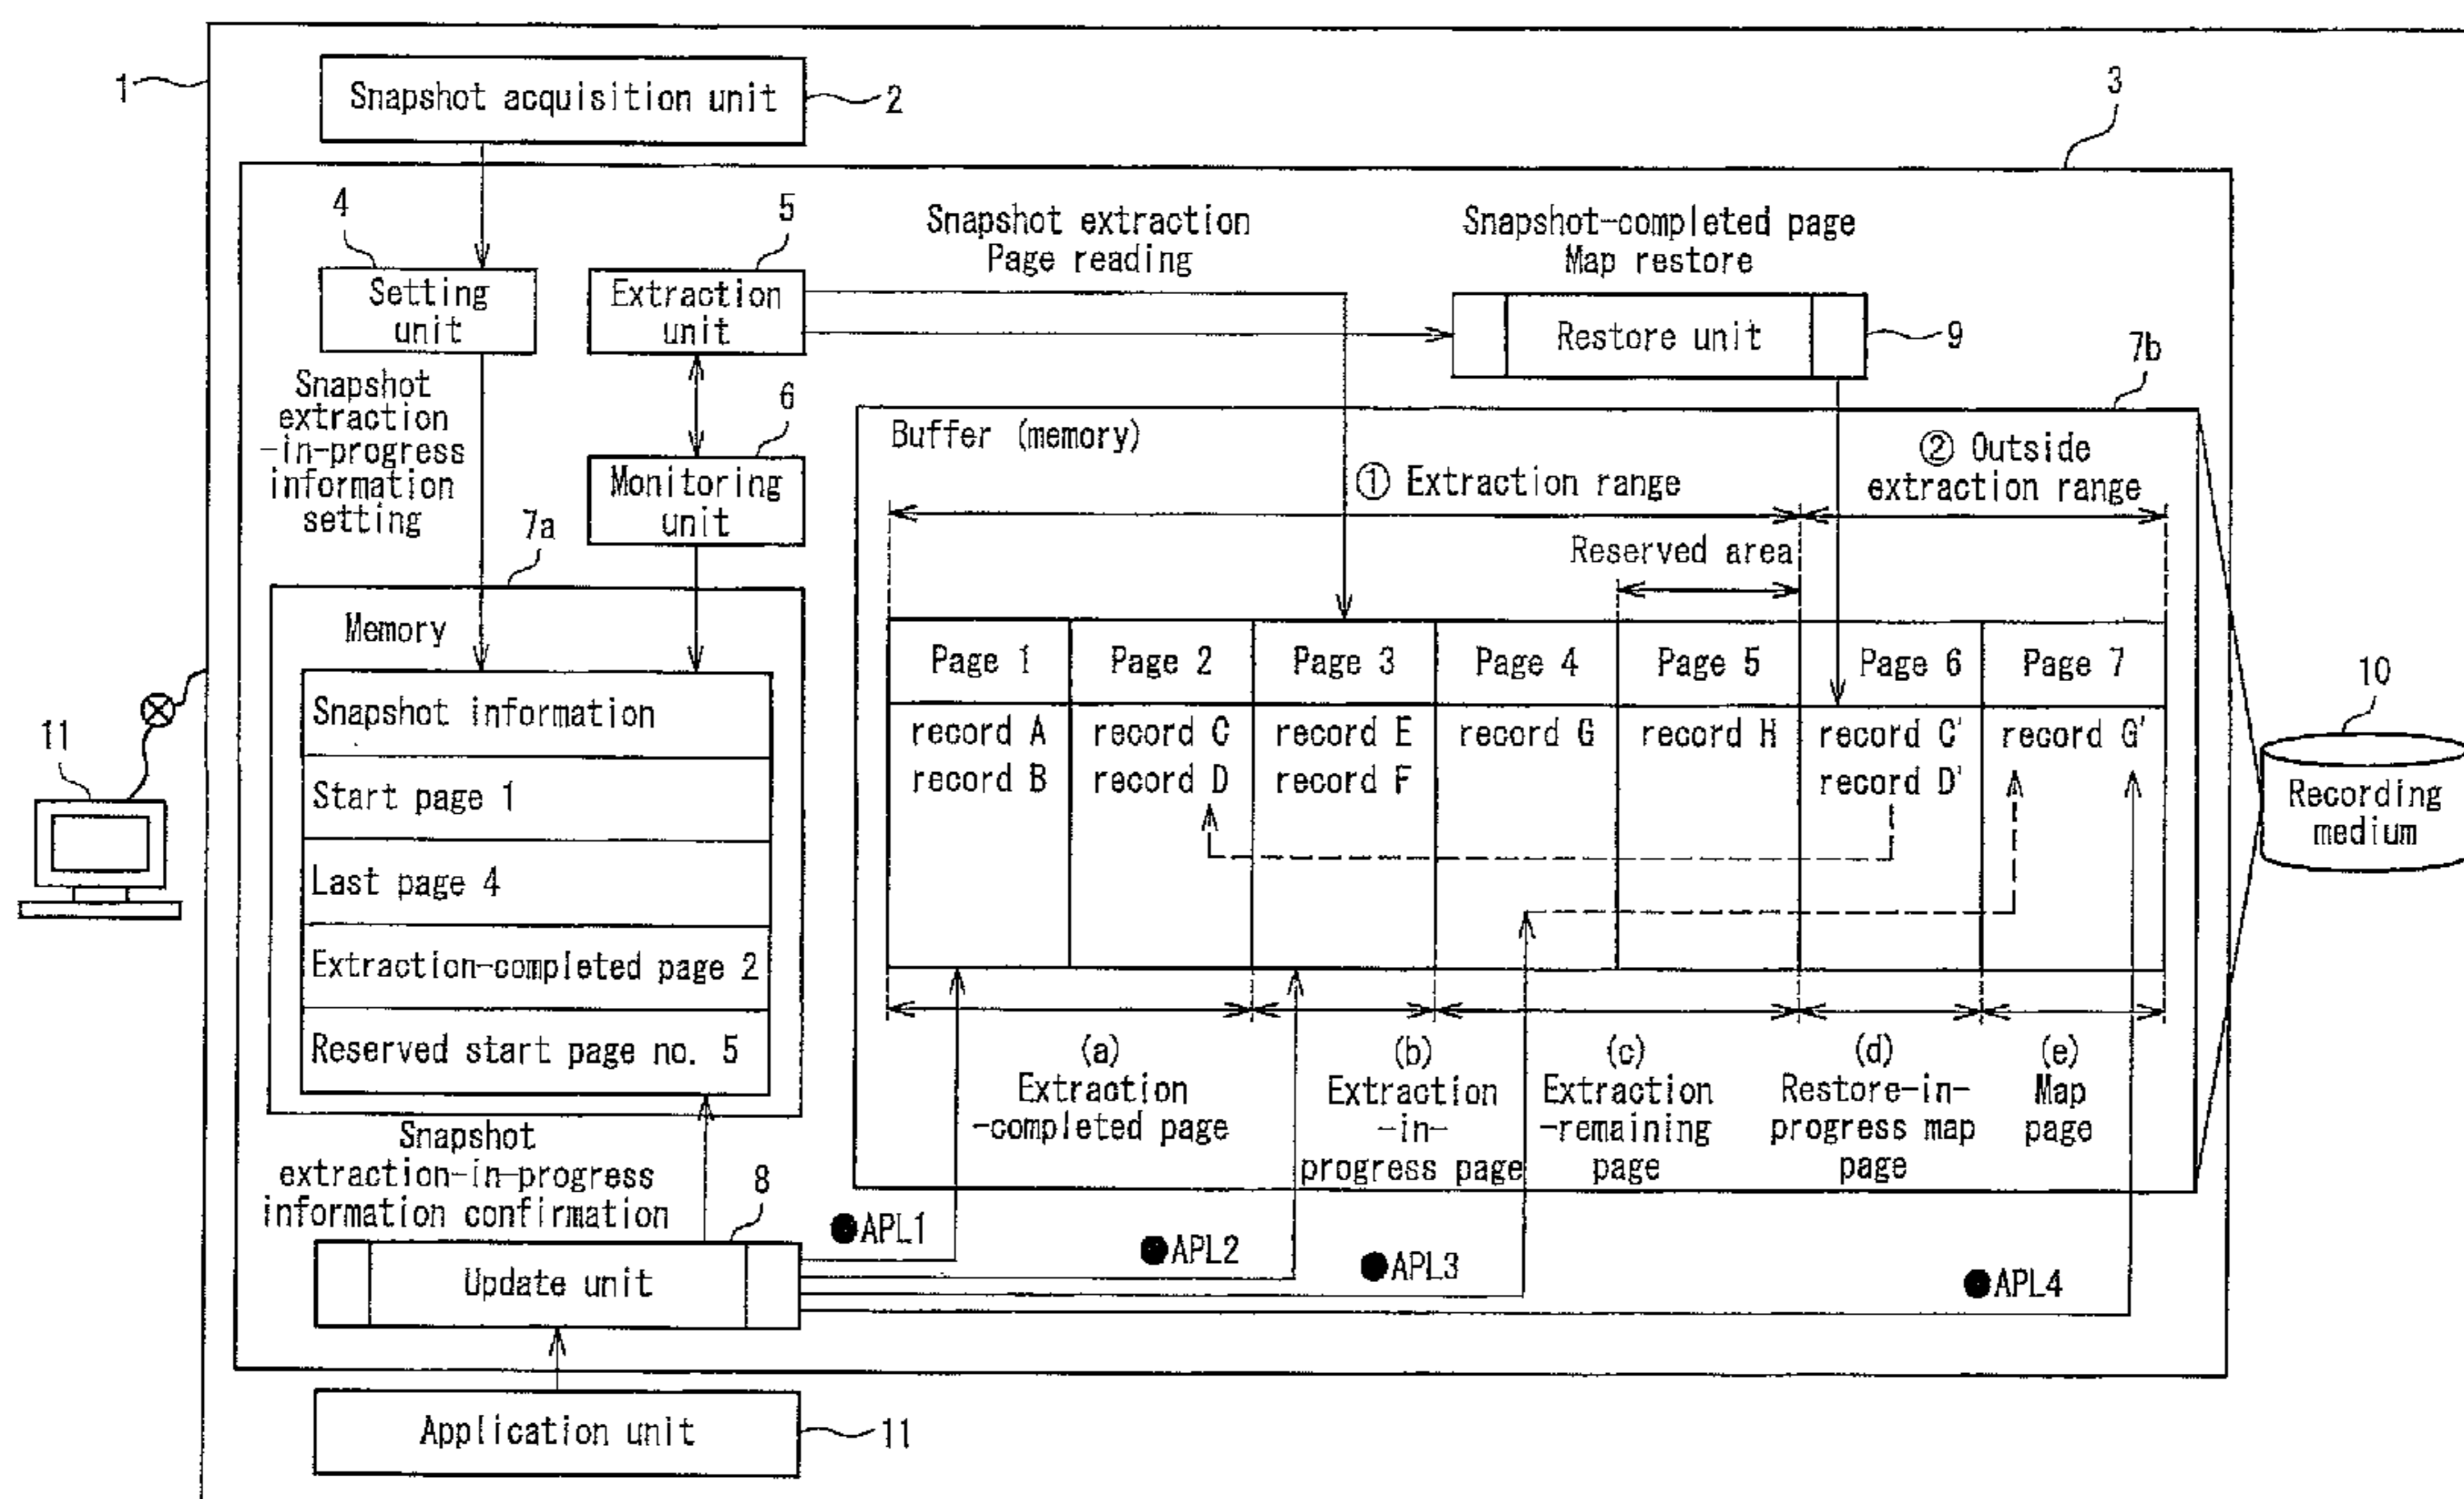 1
Snapshot acquisition unit
2
3
4
Setting
unit
5
Extraction
unit
Snapshot extraction
Page reading
Snapshot-completed page
Map restore
Restore unit
9
7b
Snapshot
extraction
-in-progress
information
setting
6
Monitoring
unit
7a
Memory
Snapshot information
Start page 1
Last page 4
Extraction-completed page 2
Reserved start page no. 5
11
Buffer (memory)
① Extraction range
② Outside
extraction range
Reserved area
Page 1 Page 2 Page 3 Page 4 Page 5 Page 6 Page 7
record A record C record E record G record H record C' record G'
record B record D record F record D'
10
Recording
medium
(a)
Extraction
-completed page
(b)
Extraction
-in-
progress page
(c)
Extraction
-remaining
page
(d)
Restore-in-
progress map
page
(e)
Map
page
Snapshot
extraction-in-progress
information confirmation
8
Update unit
●APL1
●APL2
●APL3
●APL4
Application unit
11